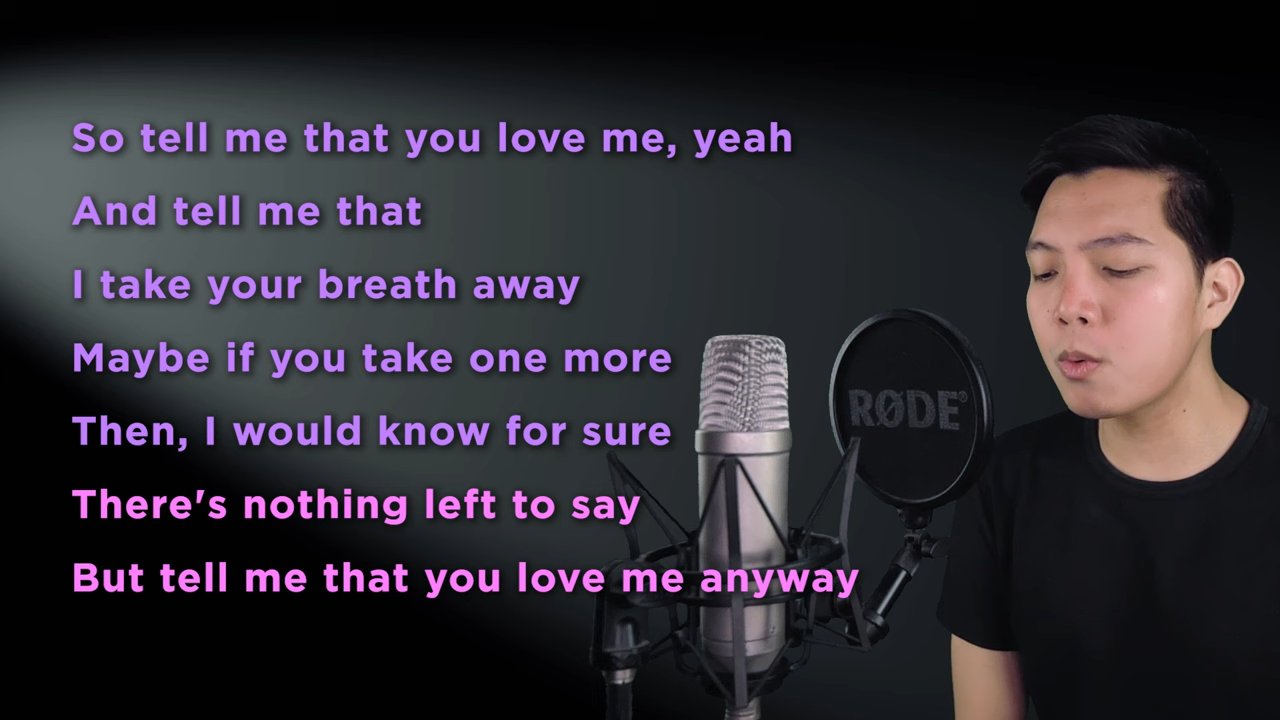 So tell me that you love me, yeah
And tell me that
I take your breath away
Maybe if you take one more
Then, I would know for sure
There's nothing left to say
But tell me that you love me anyway
RØDE®